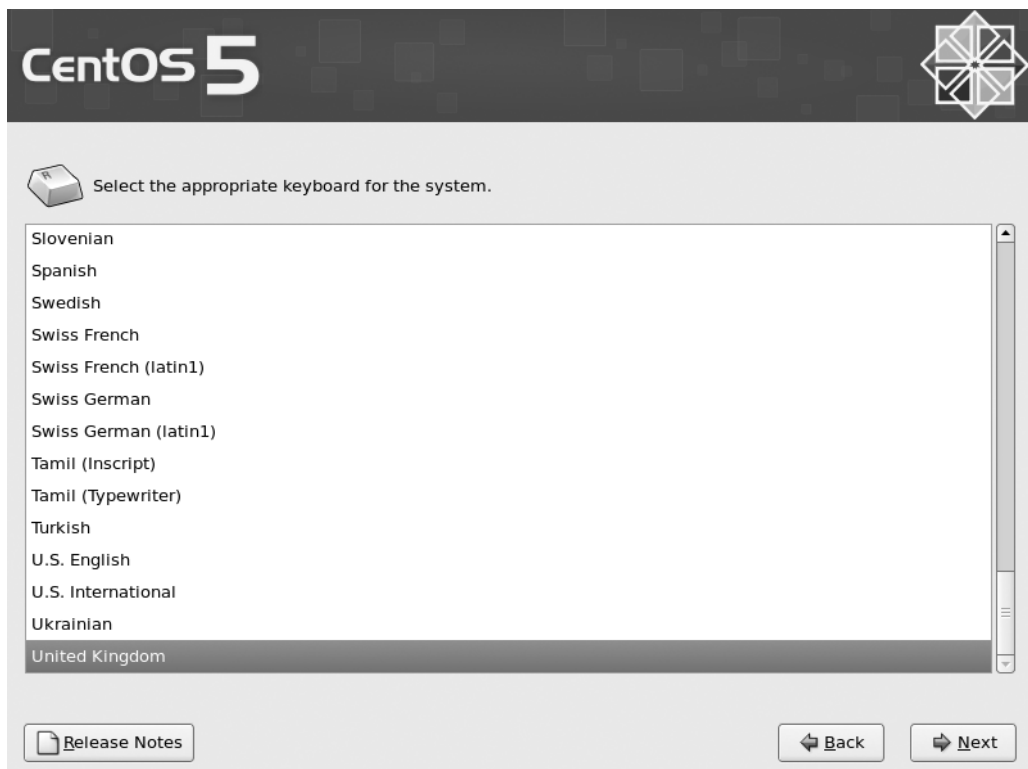 CentOS 5
R
Select the appropriate keyboard for the system.
Slovenian
Spanish
Swedish
Swiss French
Swiss French (latin1)
Swiss German
Swiss German (latin1)
Tamil (Inscript)
Tamil (Typewriter)
Turkish
U.S. English
U.S. International
Ukrainian
United Kingdom
Release Notes
Back
Next